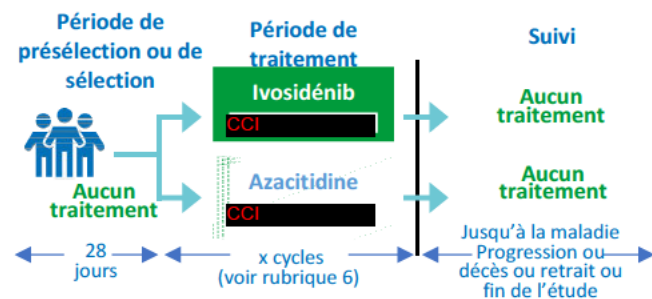 Période de
présélection ou de
sélection
Période de
traitement
Suivi
Ivosidénib
CCI
Aucun
traitement
Aucun
traitement
Azacitidine
CCI
Aucun
traitement
28
jours
x cycles
(voir rubrique 6)
Jusqu'à la maladie
Progression ou
décès ou retrait ou
fin de l'étude